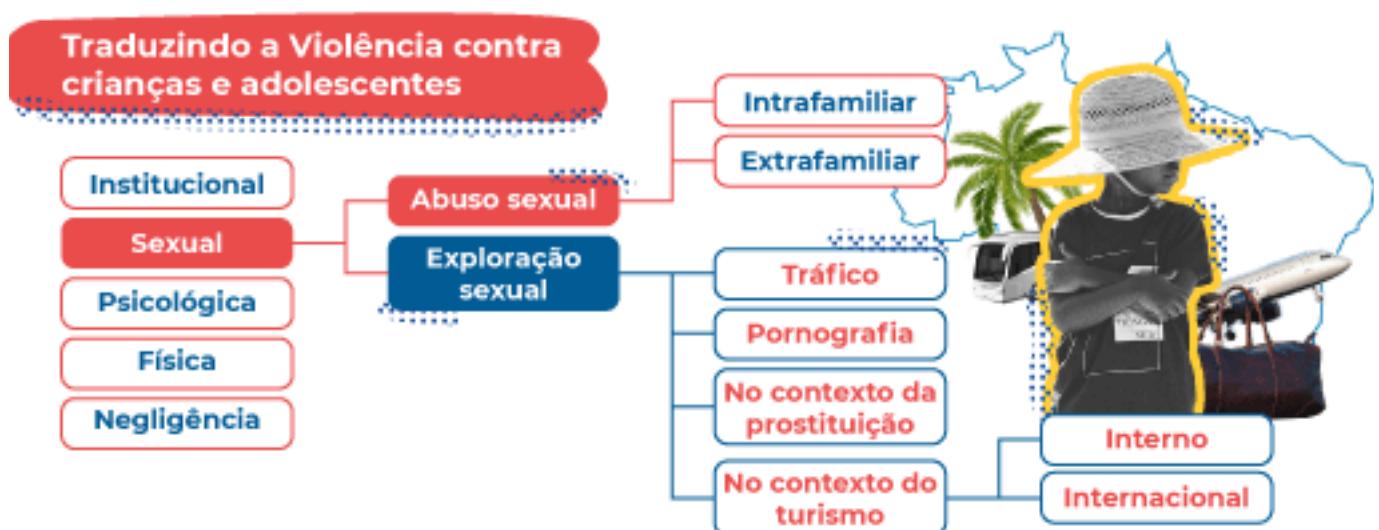 Traduzindo a Violência contra
crianças e adolescentes
Institucional
Sexual
Psicológica
Física
Negligência
Abuso sexual
Exploração
sexual
Intrafamiliar
Extrafamiliar
Tráfico
Pornografia
No contexto da
prostituição
No contexto do
turismo
Interno
Internacional